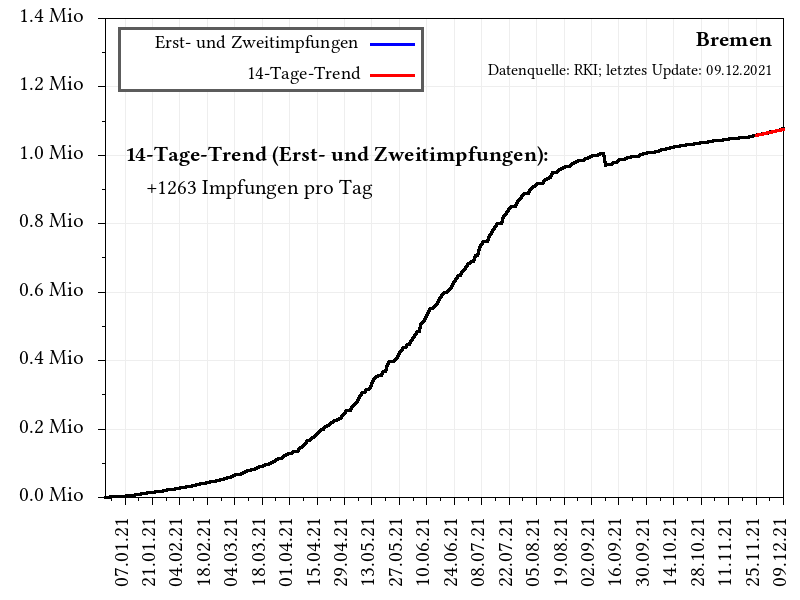 1.4 Mio
1.2 Mio
1.0 Mio
0.8 Mio
0.6 Mio
0.4 Mio
0.2 Mio
0.0 Mio
Erst- und Zweitimpfungen
14-Tage-Trend
Bremen
Datenquelle: RKI; letztes Update: 09.12.2021
14-Tage-Trend (Erst- und Zweitimpfungen):
+1263 Impfungen pro Tag
07.01.21
21.01.21
04.02.21
18.02.21
04.03.21
18.03.21
01.04.21
15.04.21
29.04.21
13.05.21
27.05.21
10.06.21
24.06.21
08.07.21
22.07.21
05.08.21
19.08.21
02.09.21
16.09.21
30.09.21
14.10.21
28.10.21
11.11.21
25.11.21
09.12.21